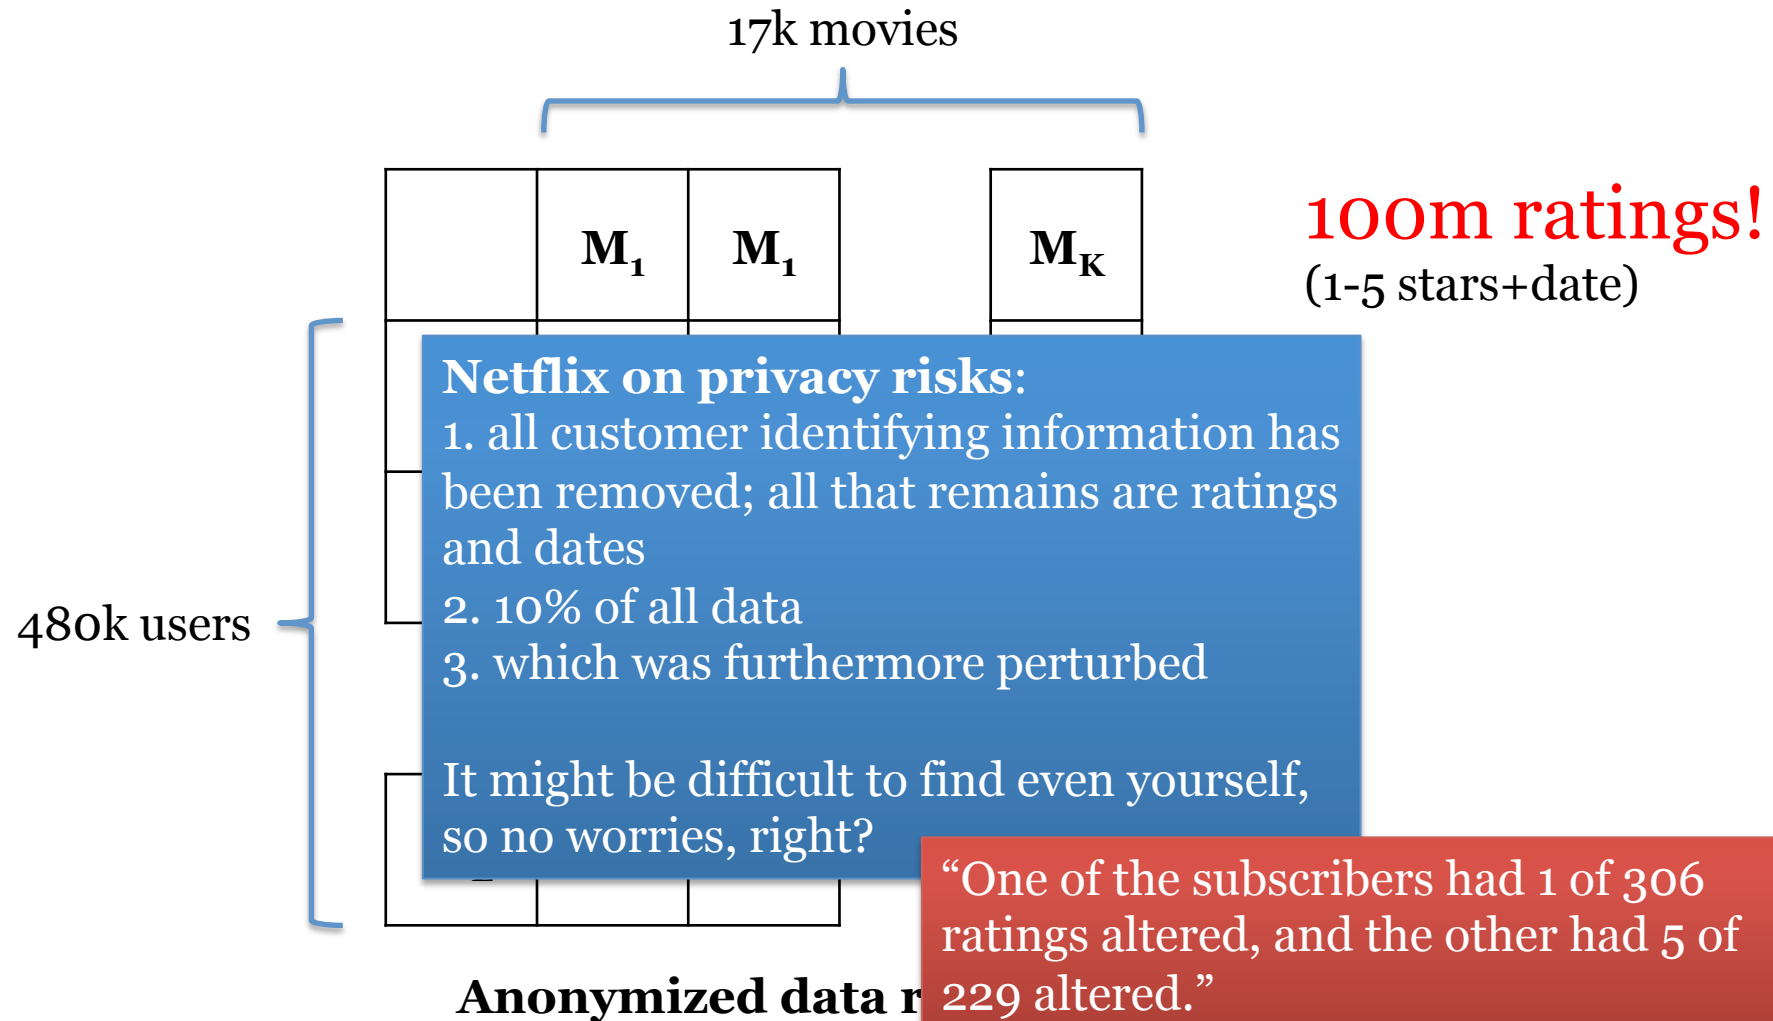 17k movies
M₁ M₁ M_K
100m ratings!
(1-5 stars+date)
480k users
Netflix on privacy risks:
1. all customer identifying information has
been removed; all that remains are ratings
and dates
2. 10% of all data
3. which was furthermore perturbed
It might be difficult to find even yourself,
so no worries, right?
“One of the subscribers had 1 of 306
ratings altered, and the other had 5 of
229 altered.”
Anonymized data r